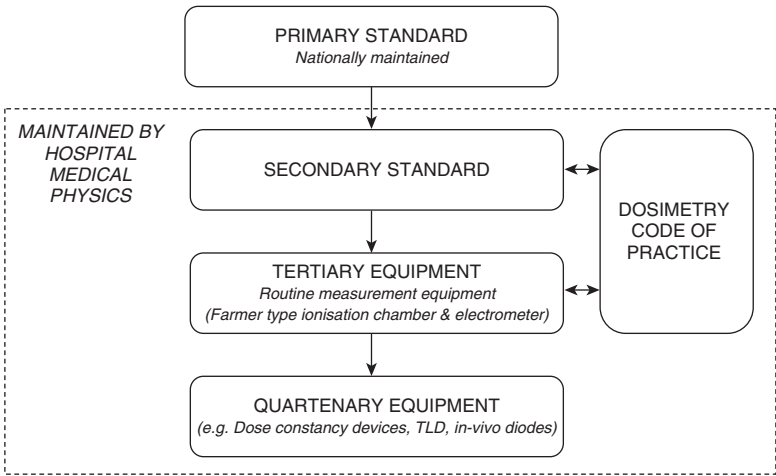 PRIMARY STANDARD
Nationally maintained
MAINTAINED BY
HOSPITAL
MEDICAL
PHYSICS
SECONDARY STANDARD
DOSIMETRY
CODE OF
PRACTICE
TERTIARY EQUIPMENT
Routine measurement equipment
(Farmer type ionisation chamber & electrometer)
QUARTENARY EQUIPMENT
(e.g. Dose constancy devices, TLD, in-vivo diodes)